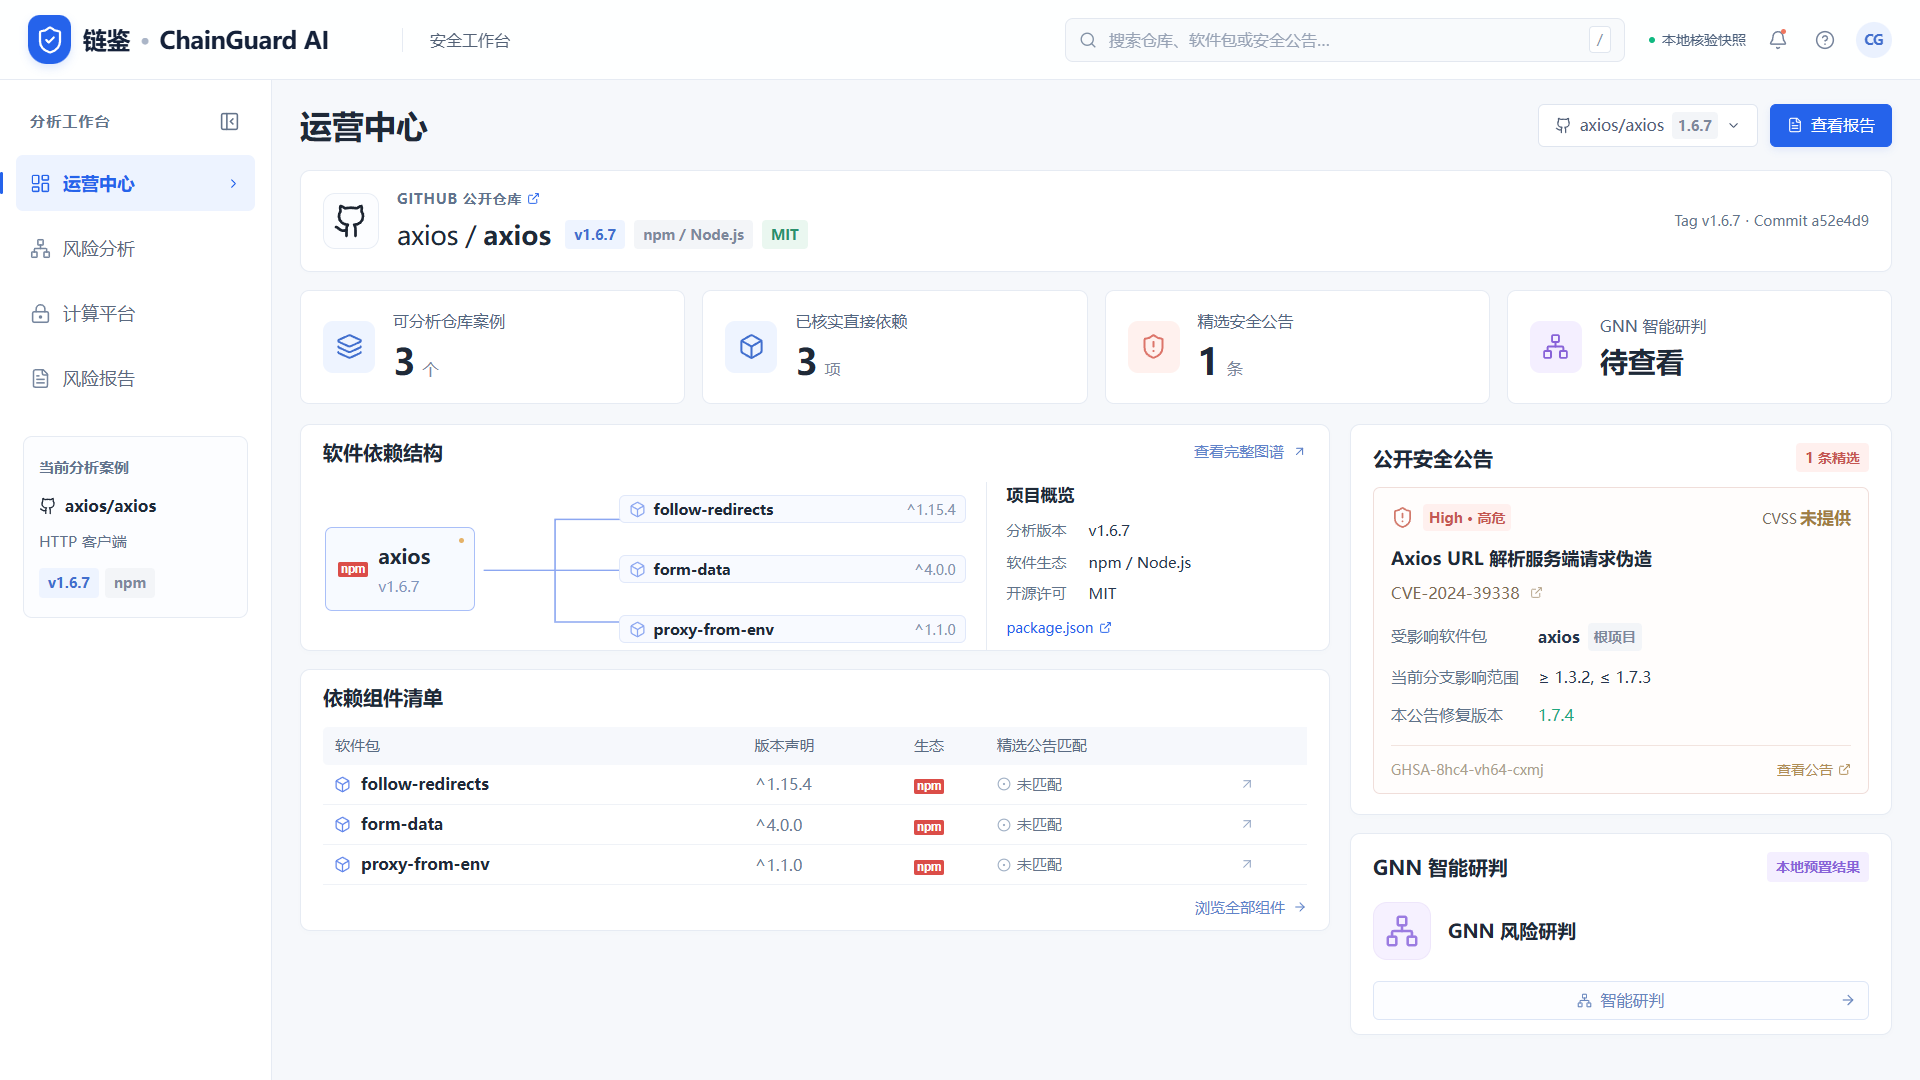 链鉴 • ChainGuard AI
安全工作台
搜索仓库、软件包或安全公告...
/
本地核验快照
CG
分析工作台
运营中心
风险分析
计算平台
风险报告
当前分析案例
axios/axios
HTTP 客户端
v1.6.7 npm
运营中心
axios/axios 1.6.7
查看报告
GITHUB 公开仓库
axios / axios v1.6.7 npm / Node.js MIT
Tag v1.6.7 · Commit a52e4d9
可分析仓库案例
3 个
已核实直接依赖
3 项
精选安全公告
1 条
GNN 智能研判
待查看
软件依赖结构
查看完整图谱
npm axios
v1.6.7
follow-redirects ^1.15.4
form-data ^4.0.0
proxy-from-env ^1.1.0
项目概览
分析版本 v1.6.7
软件生态 npm / Node.js
开源许可 MIT
package.json
依赖组件清单
软件包 版本声明 生态 精选公告匹配
follow-redirects ^1.15.4 npm 未匹配
form-data ^4.0.0 npm 未匹配
proxy-from-env ^1.1.0 npm 未匹配
浏览全部组件
公开安全公告
1 条精选
High • 高危
CVSS 未提供
Axios URL 解析服务端请求伪造
CVE-2024-39338
受影响软件包 axios 根项目
当前分支影响范围 ≥ 1.3.2, ≤ 1.7.3
本公告修复版本 1.7.4
GHSA-8hc4-vh64-cxmj
查看公告
GNN 智能研判
本地预置结果
GNN 风险研判
智能研判